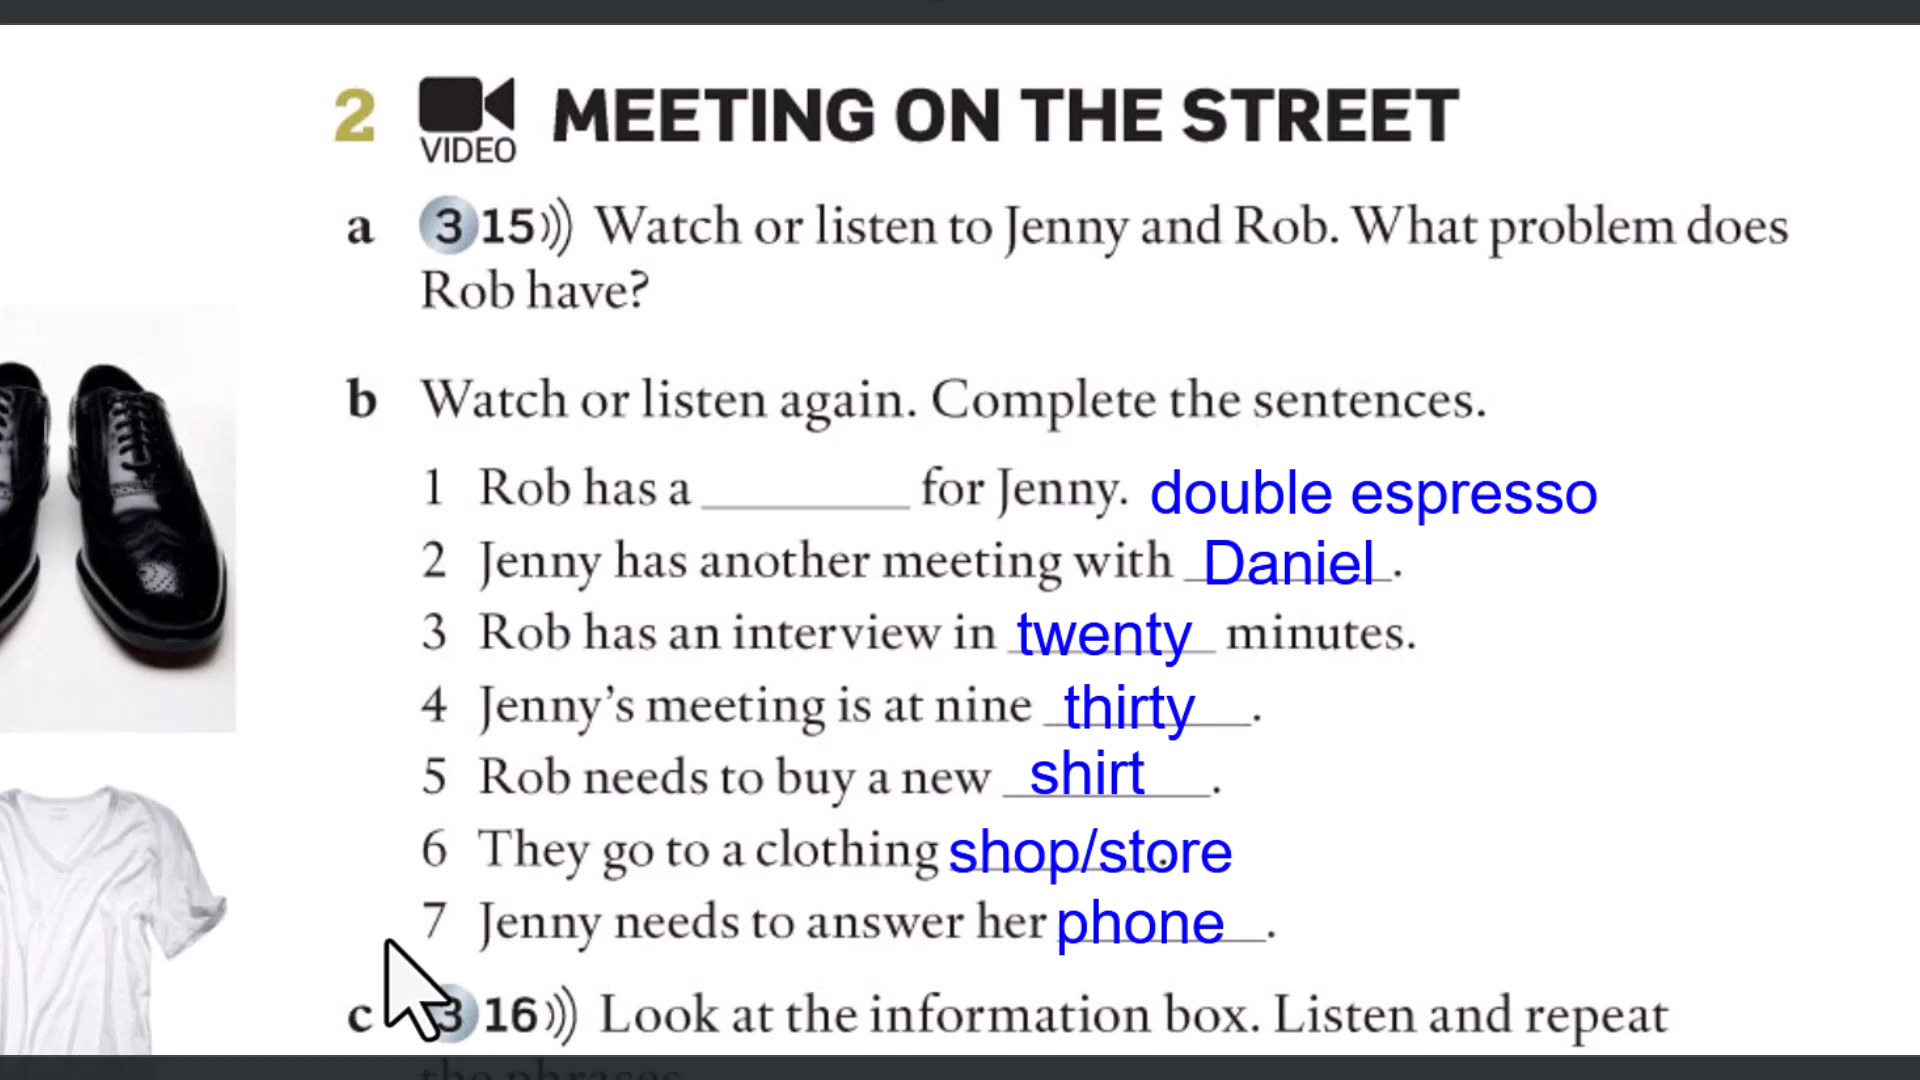 2 VIDEO MEETING ON THE STREET
a 3 15 Watch or listen to Jenny and Rob. What problem does
Rob have?
b Watch or listen again. Complete the sentences.
1 Rob has a ________ for Jenny. double espresso
2 Jenny has another meeting with Daniel.
3 Rob has an interview in twenty minutes.
4 Jenny's meeting is at nine thirty.
5 Rob needs to buy a new shirt.
6 They go to a clothing shop/store.
7 Jenny needs to answer her phone.
c 3 16 Look at the information box. Listen and repeat
the phrases